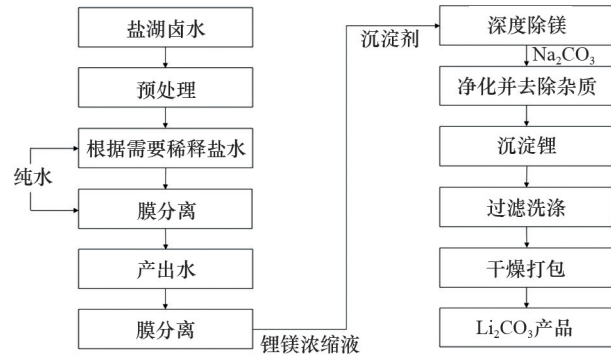 盐湖卤水
预处理
根据需要稀释盐水
纯水
膜分离
产出水
膜分离
锂镁浓缩液
沉淀剂
深度除镁
Na₂CO₃
净化并去除杂质
沉淀锂
过滤洗涤
干燥打包
Li₂CO₃产品